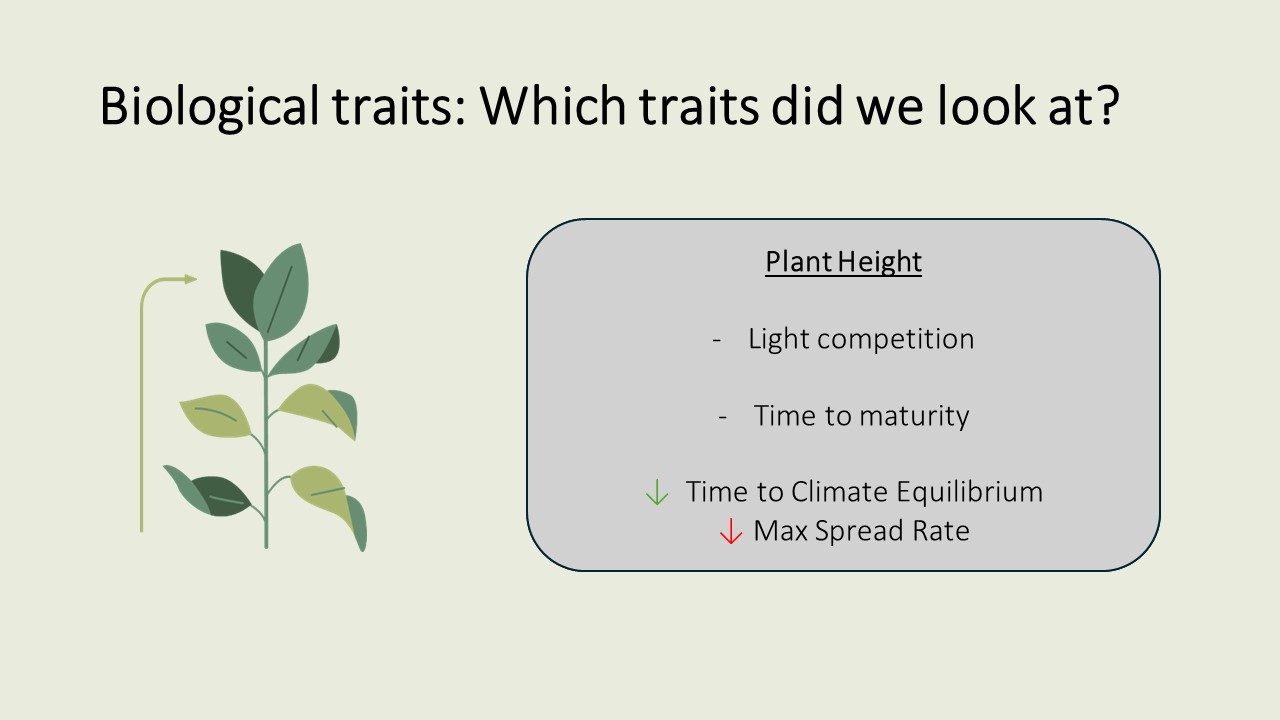 Biological traits: Which traits did we look at?
Plant Height
- Light competition
- Time to maturity
↓ Time to Climate Equilibrium
↓ Max Spread Rate